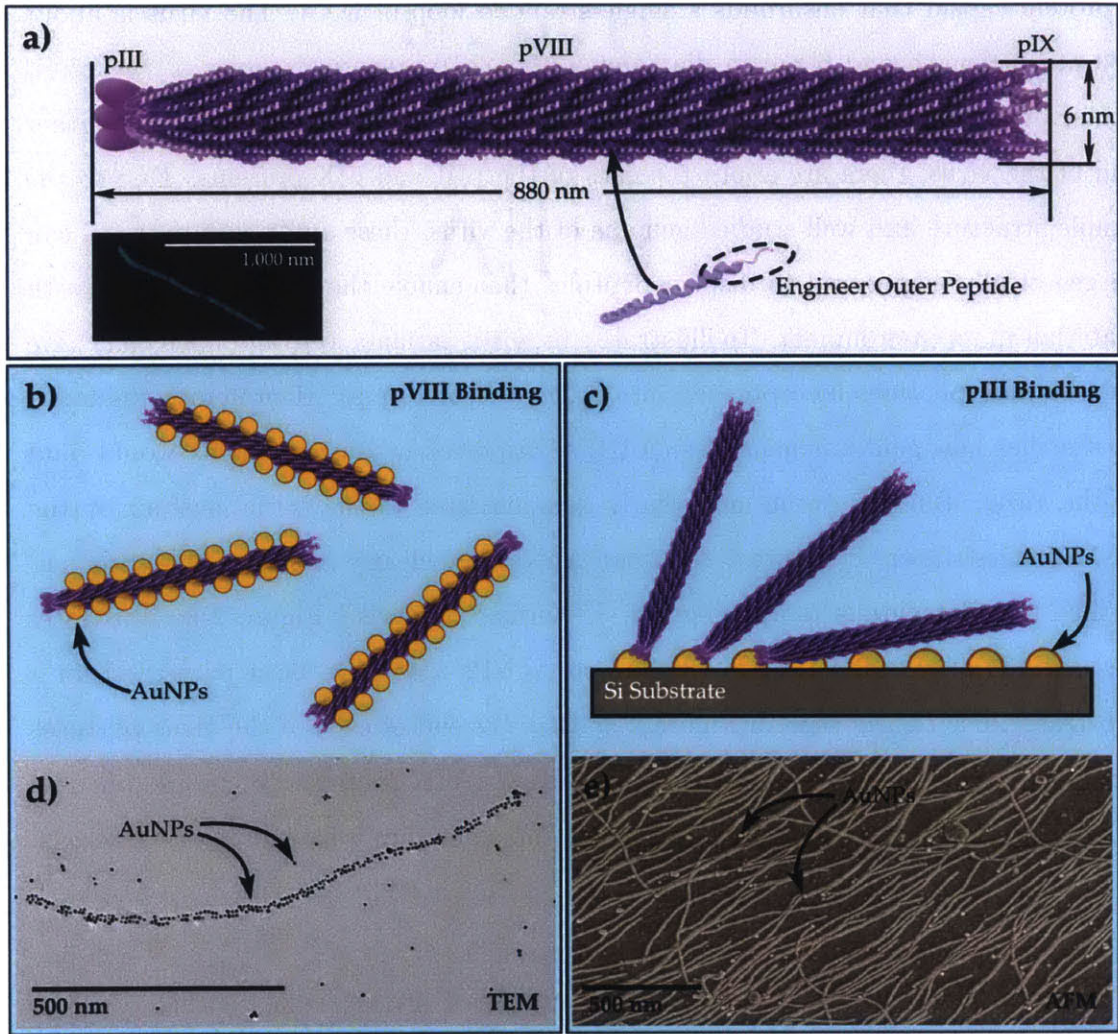 a)
pIII
pVIII
pIX
6 nm
880 nm
1,000 nm
Engineer Outer Peptide
b)
pVIII Binding
AuNPs
c)
pIII Binding
AuNPs
Si Substrate
d)
AuNPs
500 nm
TEM
e)
AuNPs
500 nm
AFM